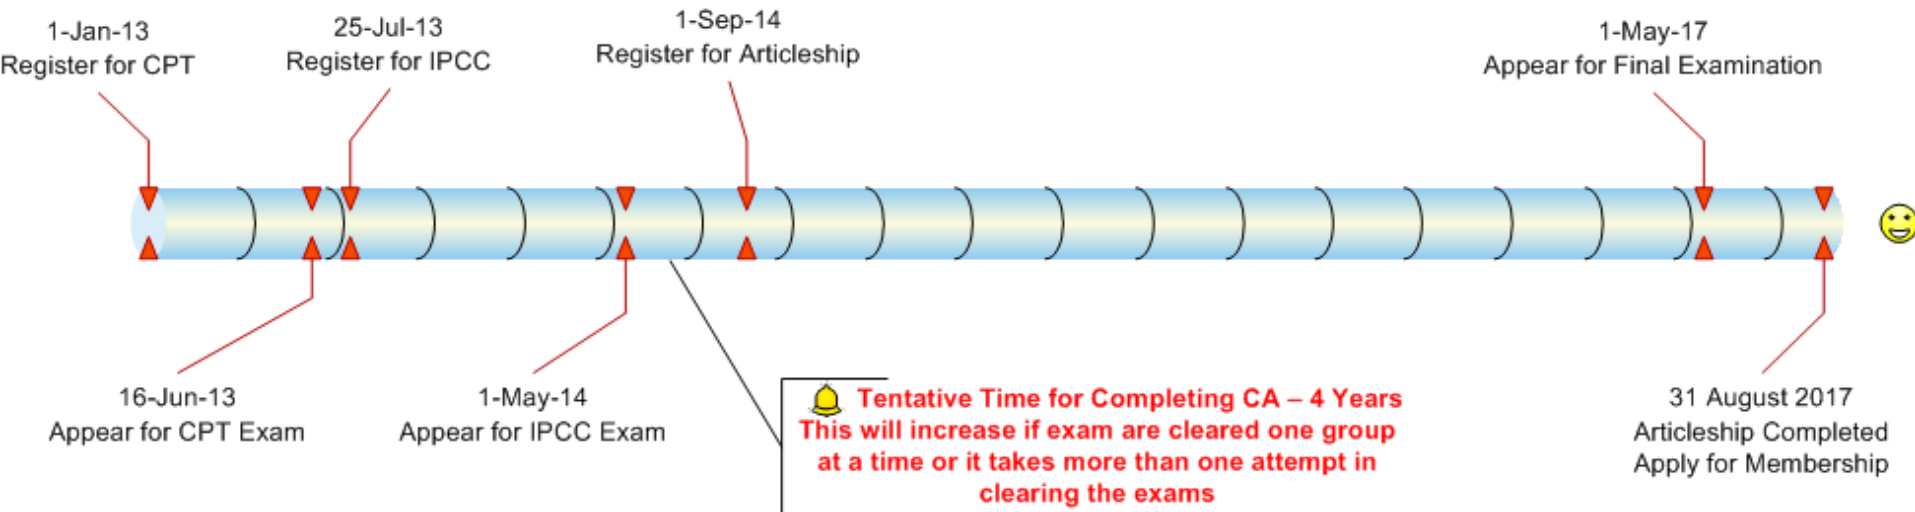 1-Jan-13
Register for CPT
25-Jul-13
Register for IPCC
1-Sep-14
Register for Articleship
1-May-17
Appear for Final Examination
16-Jun-13
Appear for CPT Exam
1-May-14
Appear for IPCC Exam
Tentative Time for Completing CA – 4 Years
This will increase if exam are cleared one group
at a time or it takes more than one attempt in
clearing the exams
31 August 2017
Articleship Completed
Apply for Membership